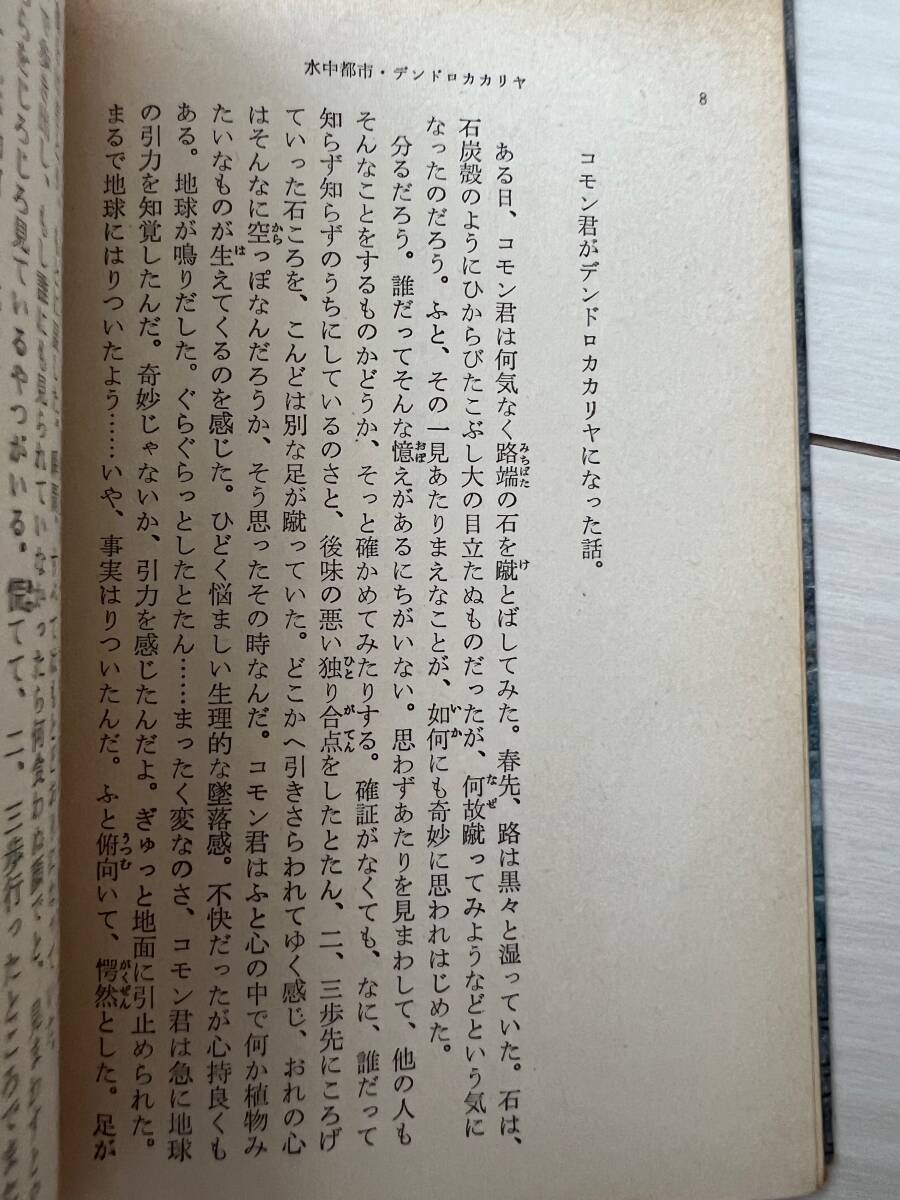 水中都市・デンドロカカリヤ
8
コモン君がデンドロカカリヤになった話。
ある日、コモン君は何気なく路端の石を蹴とばしてみた。春先、路は黒々と湿っていた。石は、
石炭殻のようにひからびたこぶし大の目立たぬものだったが、何故蹴ってみようなどという気に
なったのだろう。ふと、その一見あたりまえなことが、如何にも奇妙に思われはじめた。
分るだろう。誰だってそんな憶えがあるにちがいない。思わずあたりを見まわして、他の人も
そんなことをするものかどうか、そっと確かめてみたりする。確証がなくても、なに、誰だって
知らず知らずのうちにしているのさと、後味の悪い独り合点をしたとたん、二、三歩先にころげ
ていった石ころを、こんどは別な足が蹴っていた。どこかへ引きさらわれてゆく感じ、おれの心
はそんなに空っぽなんだろうか、そう思ったその時なんだ。コモン君はふと心の中で何か植物み
たいなものが生えてくるのを感じた。ひどく悩ましい生理的な墜落感。不快だったが心持良くも
ある。地球が鳴りだした。ぐらぐらっとしたとたん……まったく変なのさ、コモン君は急に地球
の引力を知覚したんだ。奇妙じゃないか、引力を感じたんだよ。ぎゅっと地面に引止められた。
まるで地球にはりついたよう……いや、事実はりついたんだ。ふと俯向いて、愕然とした。足が